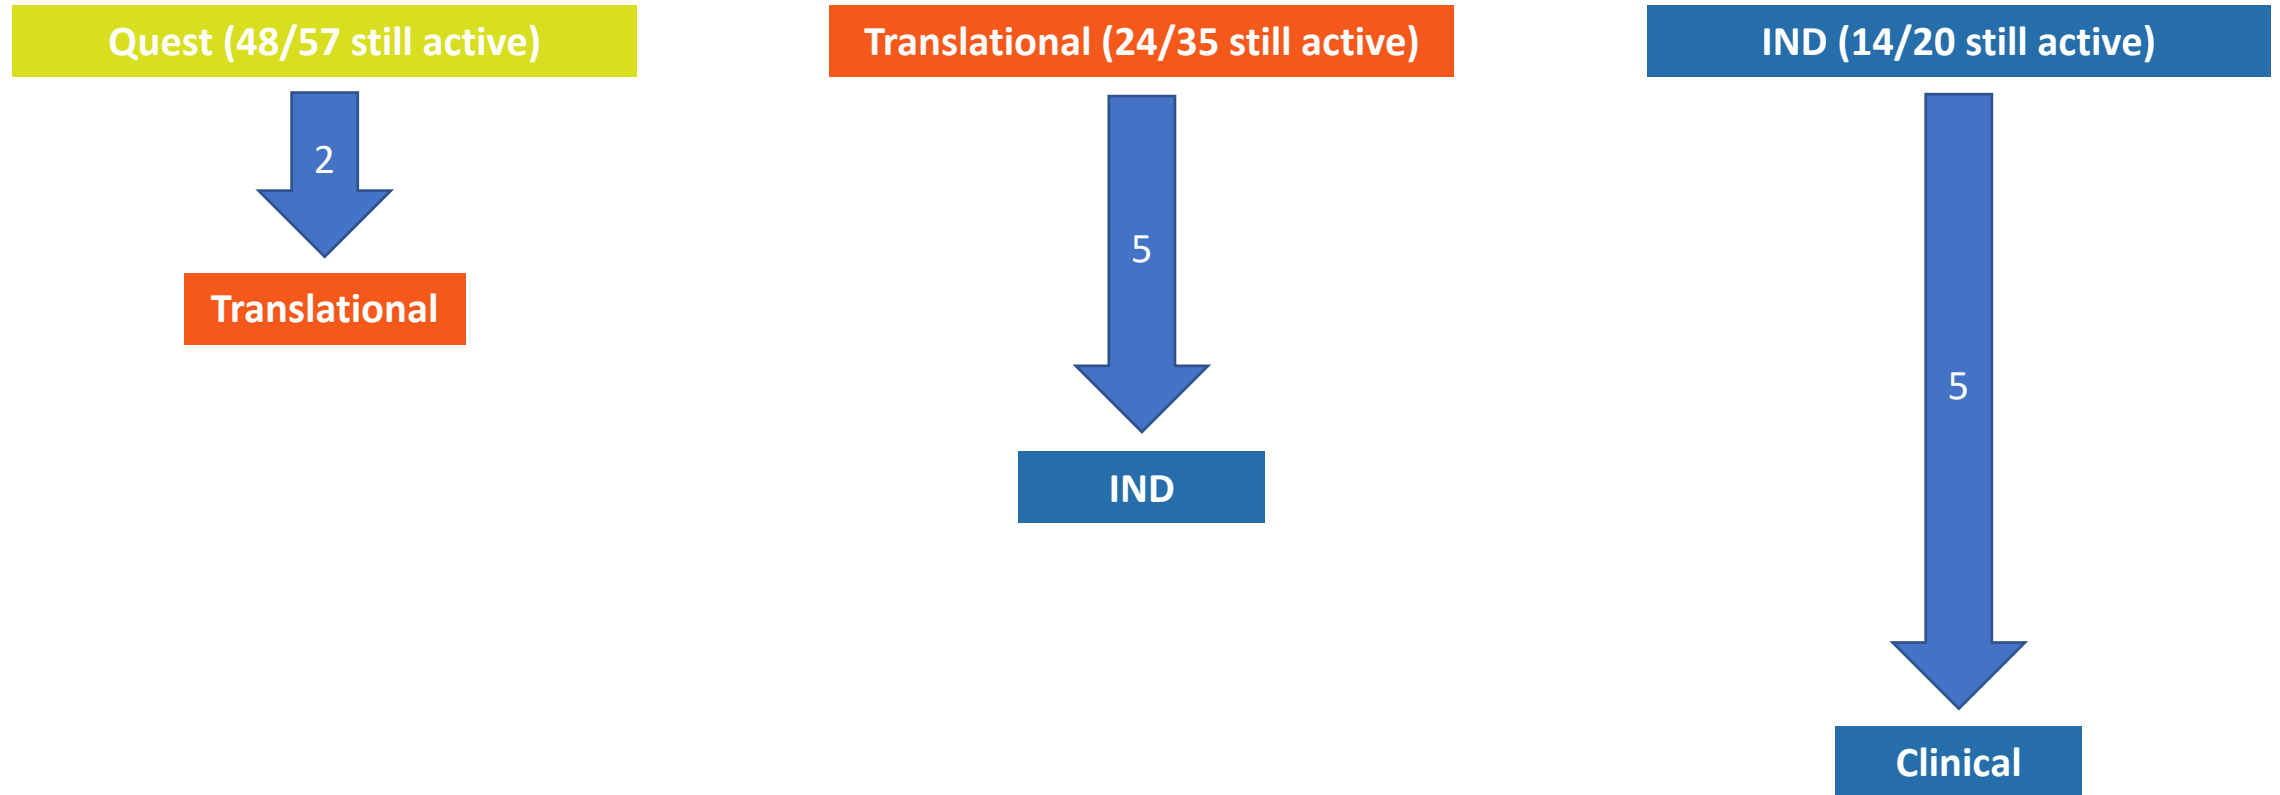 Quest (48/57 still active)
Translational (24/35 still active)
IND (14/20 still active)
2
5
5
Translational
IND
Clinical